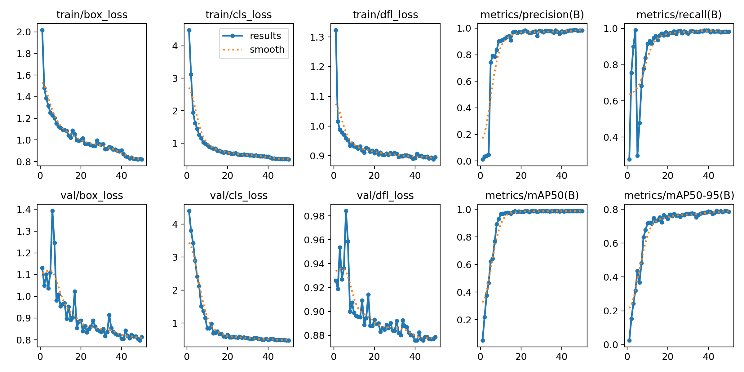 train/box_loss train/cls_loss train/dfl_loss metrics/precision(B) metrics/recall(B)
results
smooth
2.0 1.8 1.6 1.4 1.2 1.0 0.8
4 3 2 1
1.3 1.2 1.1 1.0 0.9
1.0 0.8 0.6 0.4 0.2 0.0
1.0 0.8 0.6 0.4
0 20 40 0 20 40 0 20 40 0 20 40 0 20 40
val/box_loss val/cls_loss val/dfl_loss metrics/mAP50(B) metrics/mAP50-95(B)
1.4 1.3 1.2 1.1 1.0 0.9 0.8
4 3 2 1
0.98 0.96 0.94 0.92 0.90 0.88
1.0 0.8 0.6 0.4 0.2
0.8 0.6 0.4 0.2 0.0
0 20 40 0 20 40 0 20 40 0 20 40 0 20 40